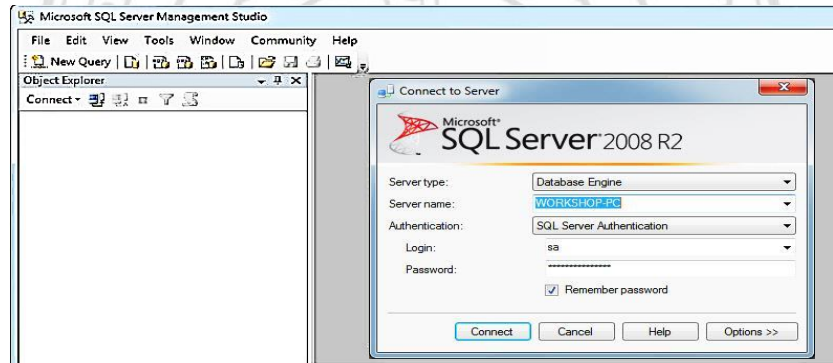 Microsoft SQL Server Management Studio
File Edit View Tools Window Community Help
New Query
Object Explorer
Connect
Connect to Server
Microsoft®
SQL Server® 2008 R2
Server type: Database Engine
Server name: WORKSHOP-PC
Authentication: SQL Server Authentication
Login: sa
Password: ***************
Remember password
Connect Cancel Help Options >>